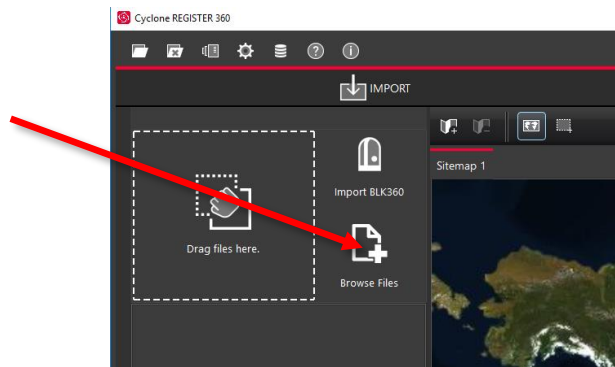 Cyclone REGISTER 360
IMPORT
Sitemap 1
Import BLK360
Drag files here.
Browse Files